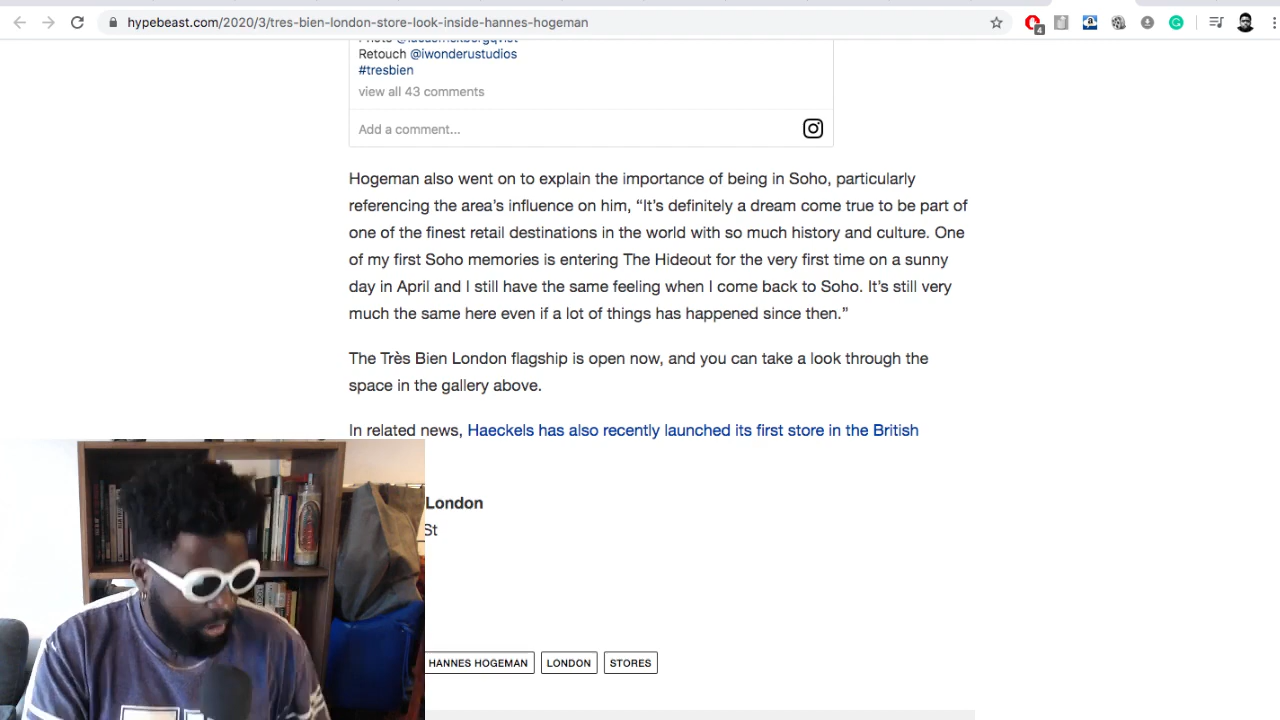 hypebeast.com/2020/3/tres-bien-london-store-look-inside-hannes-hogeman
4
Retouch @iwonderustudios
#tresbien
view all 43 comments
Add a comment...
Hogeman also went on to explain the importance of being in Soho, particularly
referencing the area’s influence on him, “It’s definitely a dream come true to be part of
one of the finest retail destinations in the world with so much history and culture. One
of my first Soho memories is entering The Hideout for the very first time on a sunny
day in April and I still have the same feeling when I come back to Soho. It’s still very
much the same here even if a lot of things has happened since then.”
The Très Bien London flagship is open now, and you can take a look through the
space in the gallery above.
In related news, Haeckels has also recently launched its first store in the British
London
St
HANNES HOGEMAN LONDON STORES